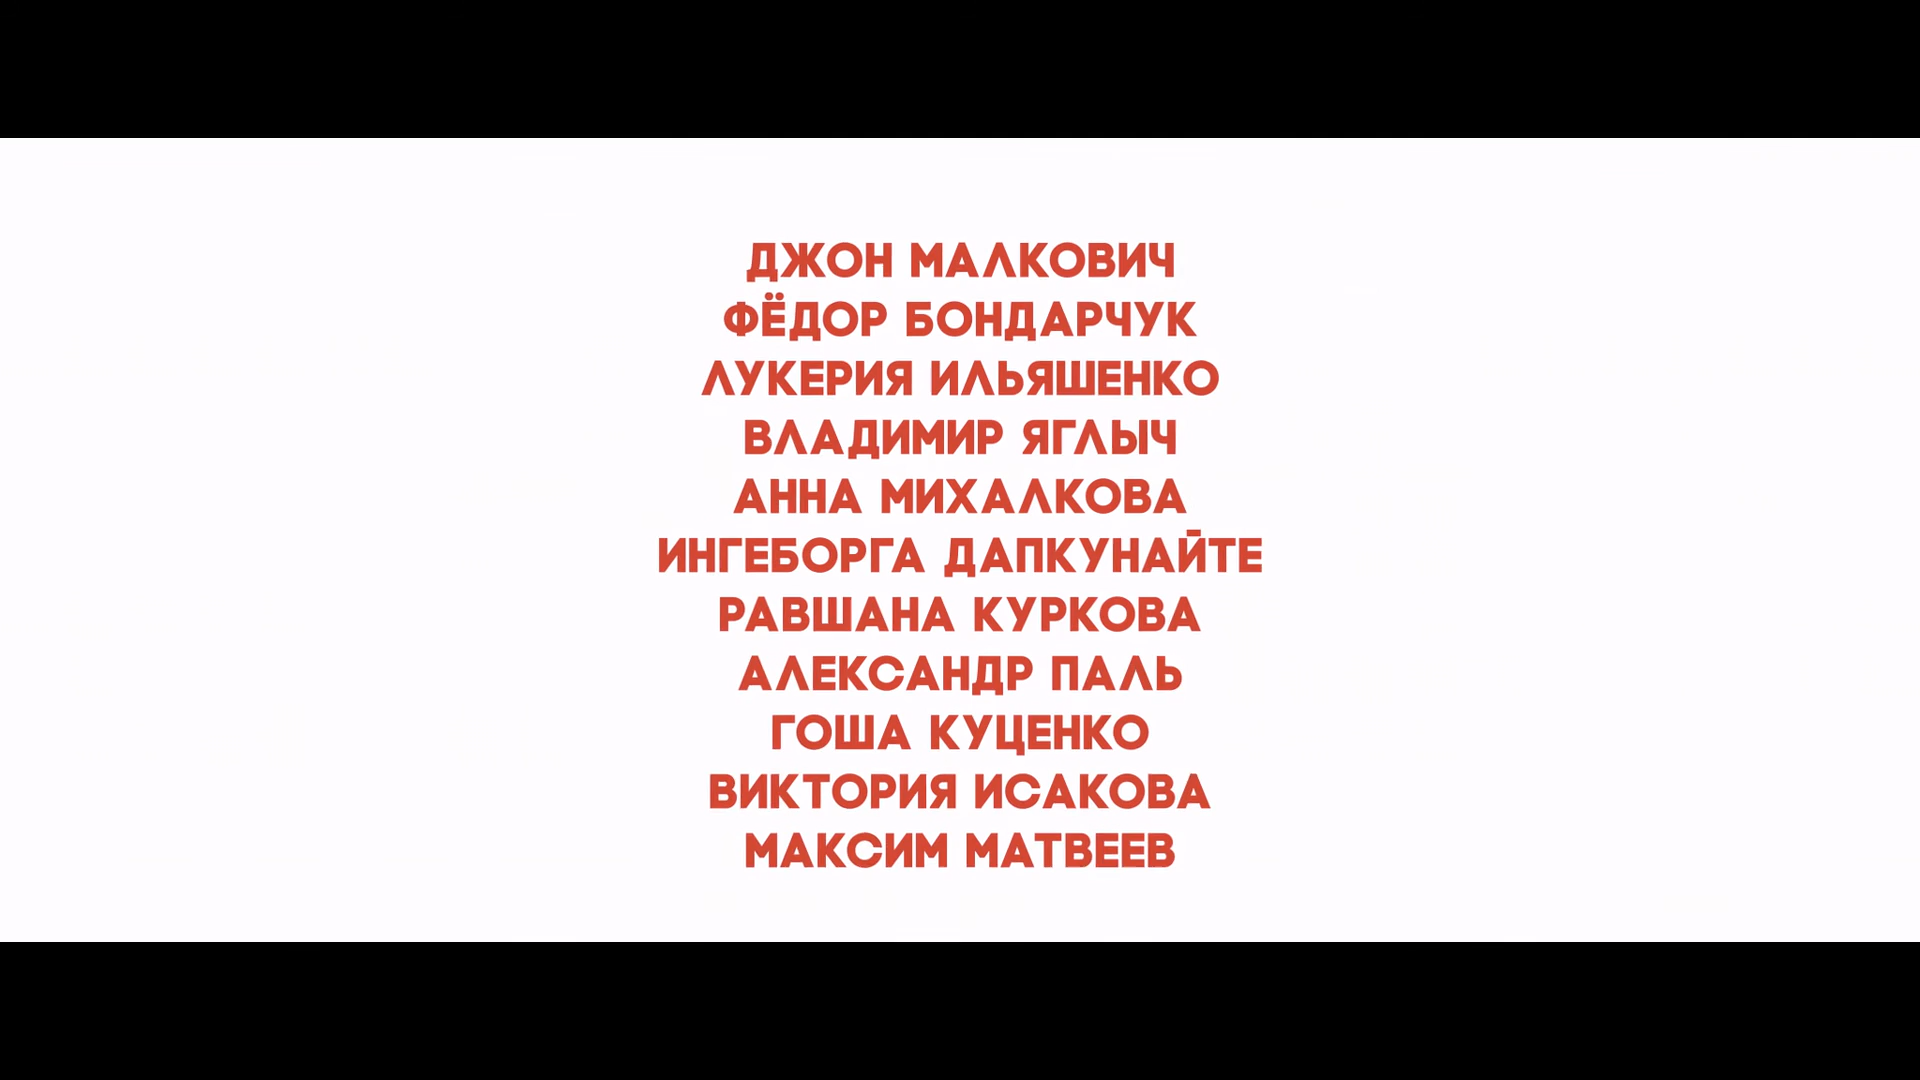 ДЖОН МАЛКОВИЧ
ФЁДОР БОНДАРЧУК
ЛУКЕРИЯ ИЛЬЯШЕНКО
ВЛАДИМИР ЯГЛЫЧ
АННА МИХАЛКОВА
ИНГЕБОРГА ДАПКУНАЙТЕ
РАВШАНА КУРКОВА
АЛЕКСАНДР ПАЛЬ
ГОША КУЦЕНКО
ВИКТОРИЯ ИСАКОВА
МАКСИМ МАТВЕЕВ